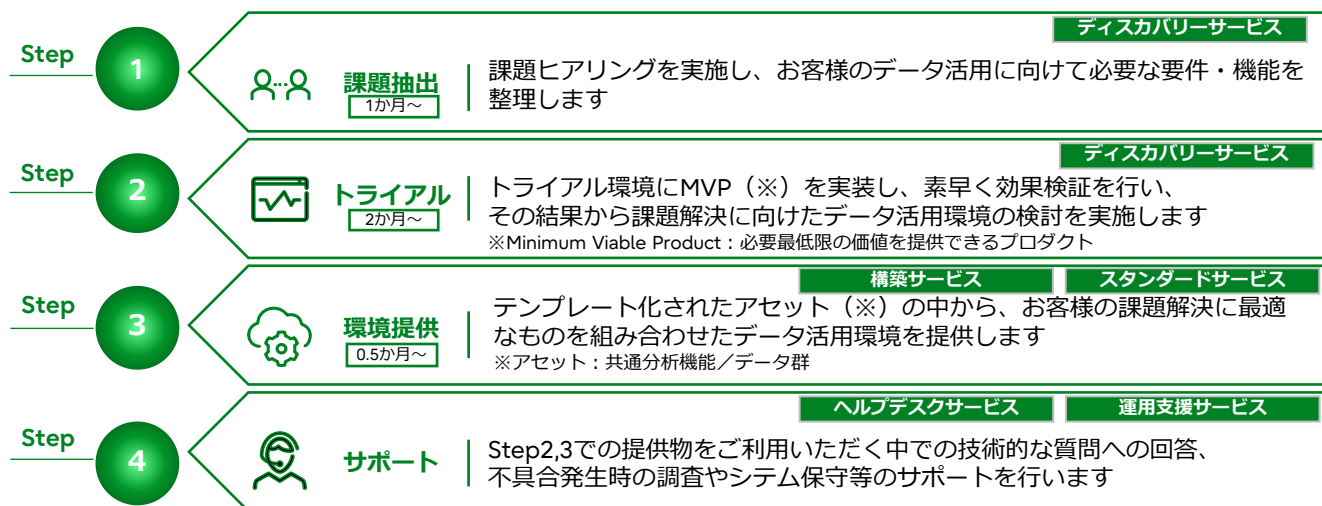 ディスカバリーサービス
Step
1
課題抽出
1か月～
課題ヒアリングを実施し、お客様のデータ活用に向けて必要な要件・機能を
整理します
ディスカバリーサービス
Step
2
トライアル
2か月～
トライアル環境にMVP（※）を実装し、素早く効果検証を行い、
その結果から課題解決に向けたデータ活用環境の検討を実施します
※Minimum Viable Product：必要最低限の価値を提供できるプロダクト
構築サービス
スタンダードサービス
Step
3
環境提供
0.5か月～
テンプレート化されたアセット（※）の中から、お客様の課題解決に最適
なものを組み合わせたデータ活用環境を提供します
※アセット：共通分析機能／データ群
ヘルプデスクサービス
運用支援サービス
Step
4
サポート
Step2,3での提供物をご利用いただく中での技術的な質問への回答、
不具合発生時の調査やシテム保守等のサポートを行います